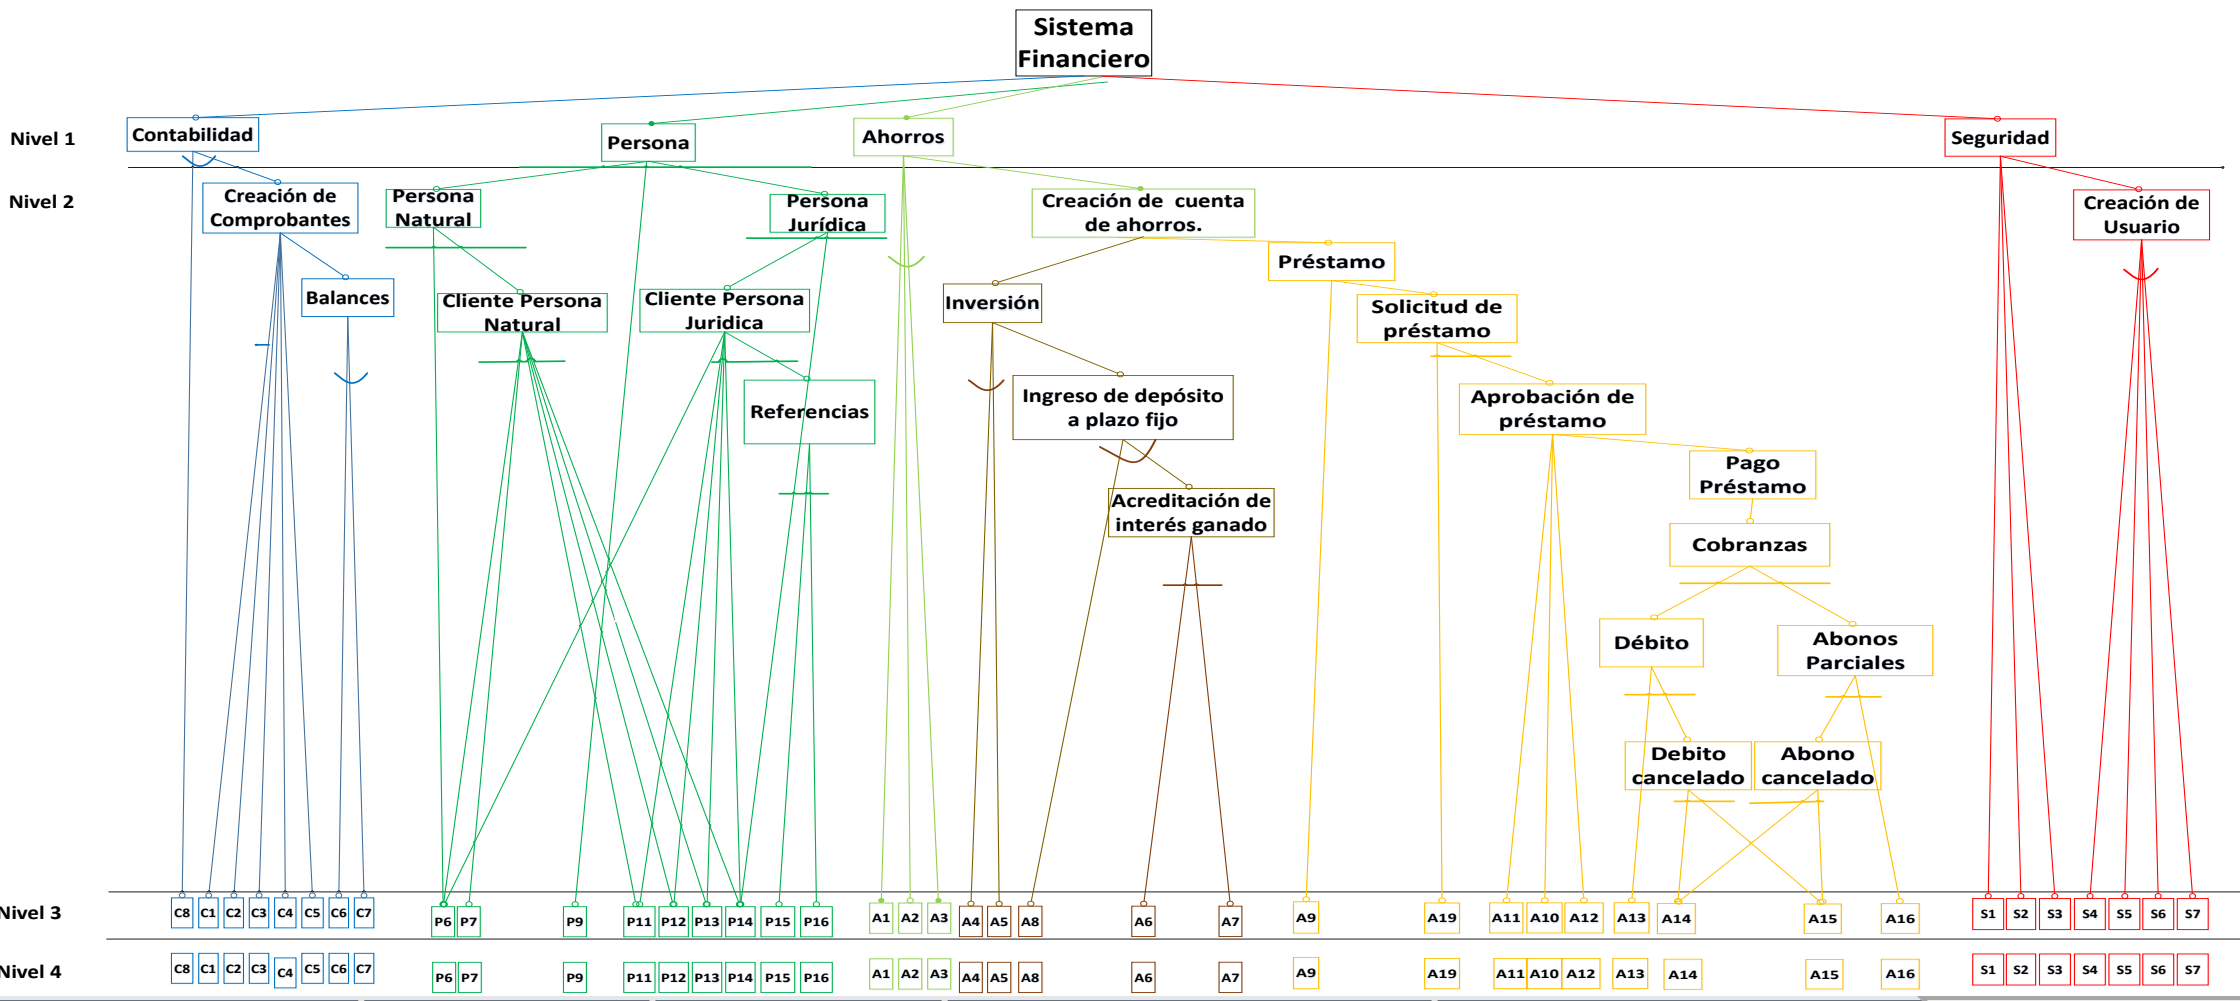 Sistema
Financiero
Nivel 1
Contabilidad
Persona
Ahorros
Seguridad
Nivel 2
Creación de
Comprobantes
Persona
Natural
Persona
Jurídica
Creación de cuenta
de ahorros.
Creación de
Usuario
Préstamo
Balances
Cliente Persona
Natural
Cliente Persona
Juridica
Inversión
Solicitud de
préstamo
Referencias
Ingreso de depósito
a plazo fijo
Aprobación de
préstamo
Pago
Préstamo
Acreditación de
interés ganado
Cobranzas
Débito
Abonos
Parciales
Debito
cancelado
Abono
cancelado
Nivel 3
C8 C1 C2 C3 C4 C5 C6 C7 P6 P7 P9 P11 P12 P13 P14 P15 P16 A1 A2 A3 A4 A5 A8 A6 A7 A9 A19 A11 A10 A12 A13 A14 A15 A16 S1 S2 S3 S4 S5 S6 S7
Nivel 4
C8 C1 C2 C3 C4 C5 C6 C7 P6 P7 P9 P11 P12 P13 P14 P15 P16 A1 A2 A3 A4 A5 A8 A6 A7 A9 A19 A11 A10 A12 A13 A14 A15 A16 S1 S2 S3 S4 S5 S6 S7